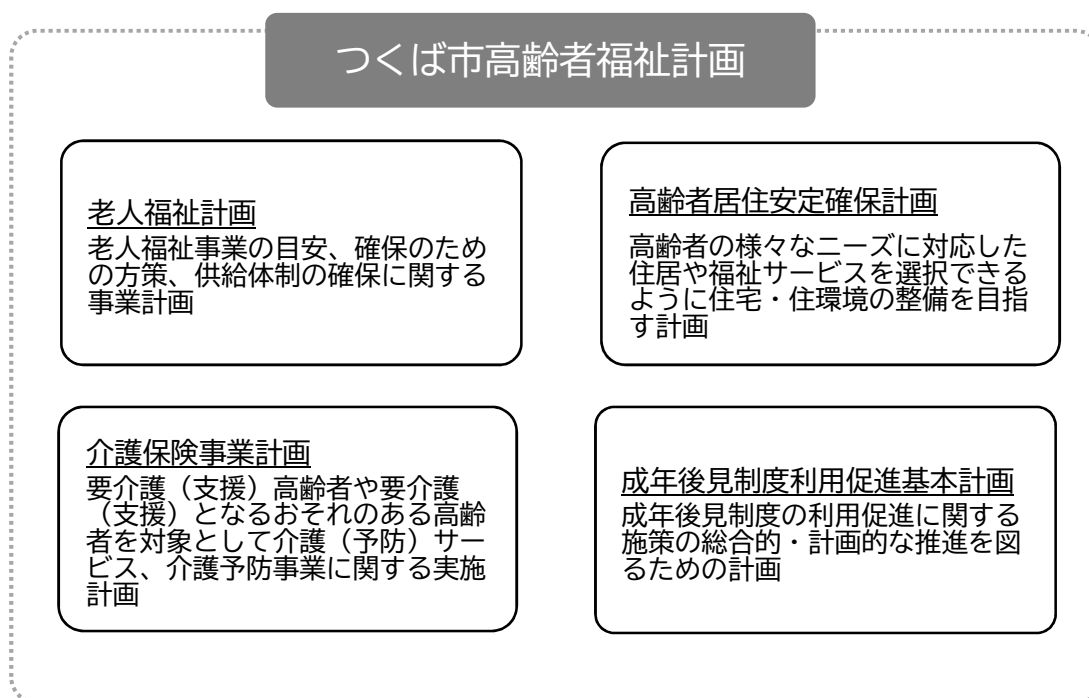 つくば市高齢者福祉計画
老人福祉計画
老人福祉事業の目安、確保のため
の方策、供給体制の確保に関する
事業計画
高齢者居住安定確保計画
高齢者の様々なニーズに対応した
住居や福祉サービスを選択できる
ように住宅・住環境の整備を目指
す計画
介護保険事業計画
要介護（支援）高齢者や要介護
（支援）となるおそれのある高齢
者を対象として介護（予防）サー
ビス、介護予防事業に関する実施
計画
成年後見制度利用促進基本計画
成年後見制度の利用促進に関する
施策の総合的・計画的な推進を図
るための計画